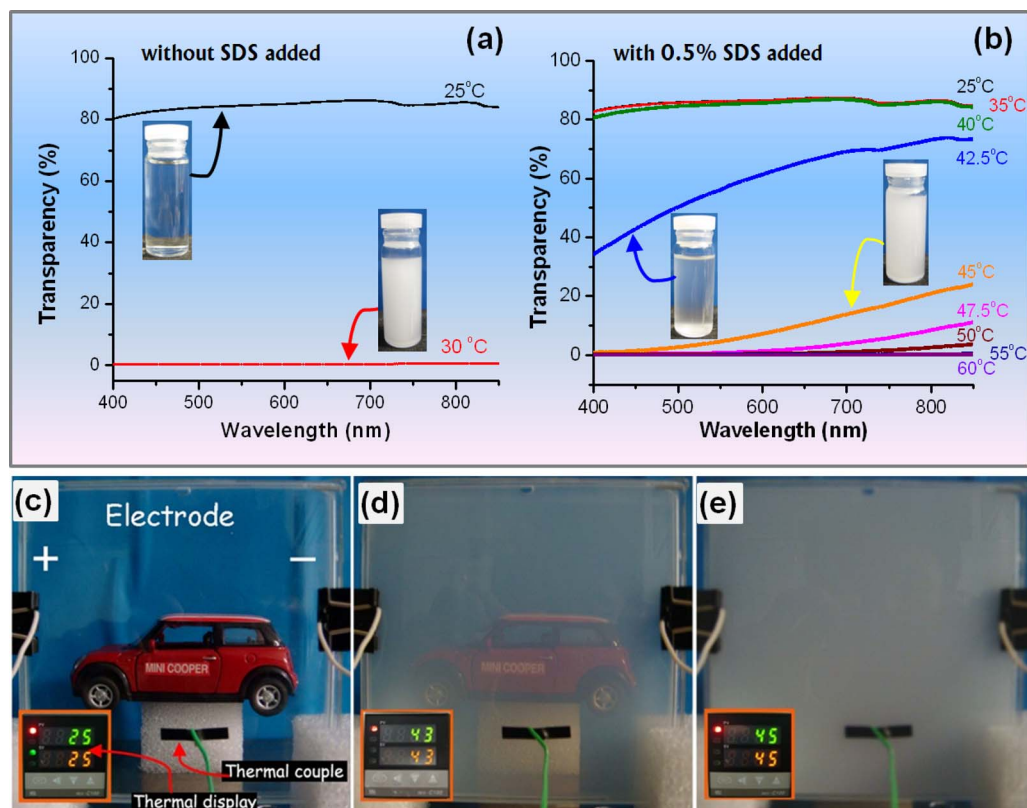 (a)
without SDS added
100
80
60
40
20
0
Transparency (%)
25°C
30 °C
400
500
600
700
800
Wavelength (nm)
(b)
with 0.5% SDS added
100
80
60
40
20
0
Transparency (%)
25°C
35°C
40°C
42.5°C
45°C
47.5°C
50°C
55°C
60°C
400
500
600
700
800
Wavelength (nm)
(c)
Electrode
+
−
MINI COOPER
25
25
Thermal couple
Thermal display
(d)
MINI COOPER
43
43
(e)
45
45